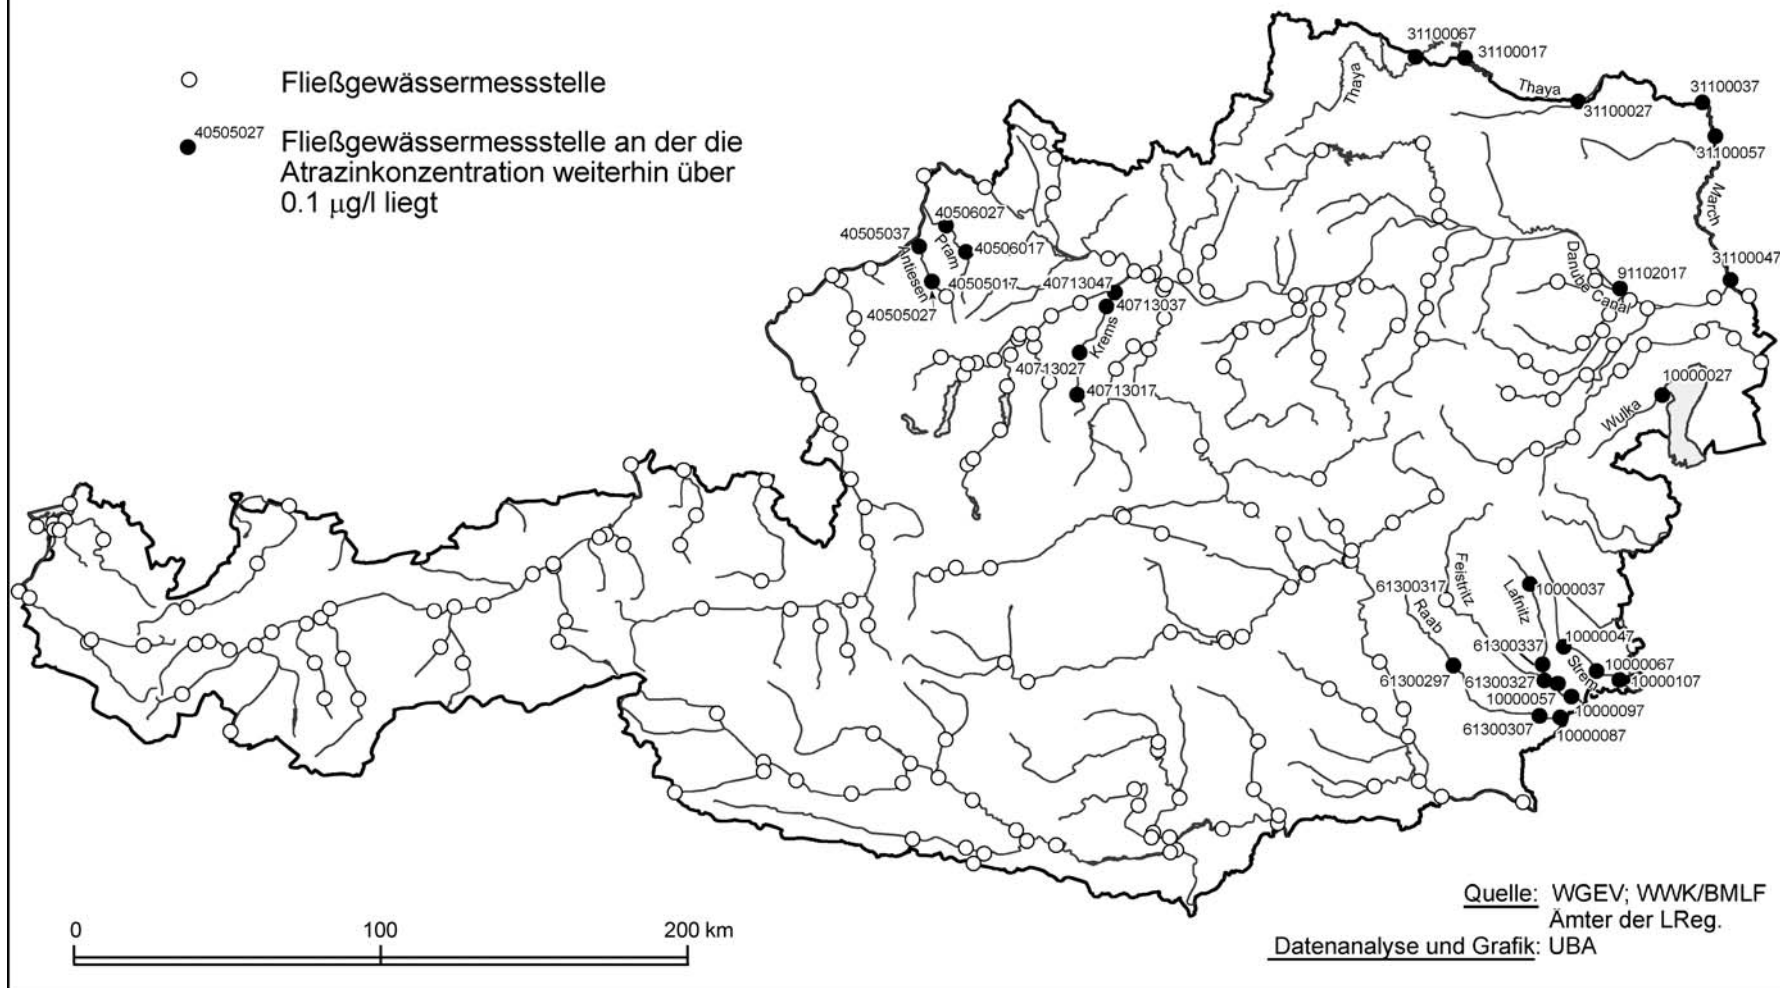 Fließgewässermessstelle
40505027
Fließgewässermessstelle an der die
Atrazinkonzentration weiterhin über
0.1 µg/l liegt
31100067
31100017
Thaya
Thaya
31100037
31100027
31100057
March
31100047
40506027
40505037
Pram
40506017
Antiesen
40505017
40505027
40713047
40713037
Krems
40713027
40713017
Danube Canal
91102017
10000027
Wulka
61300317
Feistritz
Raab
Lafnitz
10000037
61300337
10000047
Strem
10000067
61300297
61300327
10000107
10000057
10000097
61300307
10000087
0
100
200 km
Quelle: WGEV; WWK/BMLF
Ämter der LReg.
Datenanalyse und Grafik: UBA